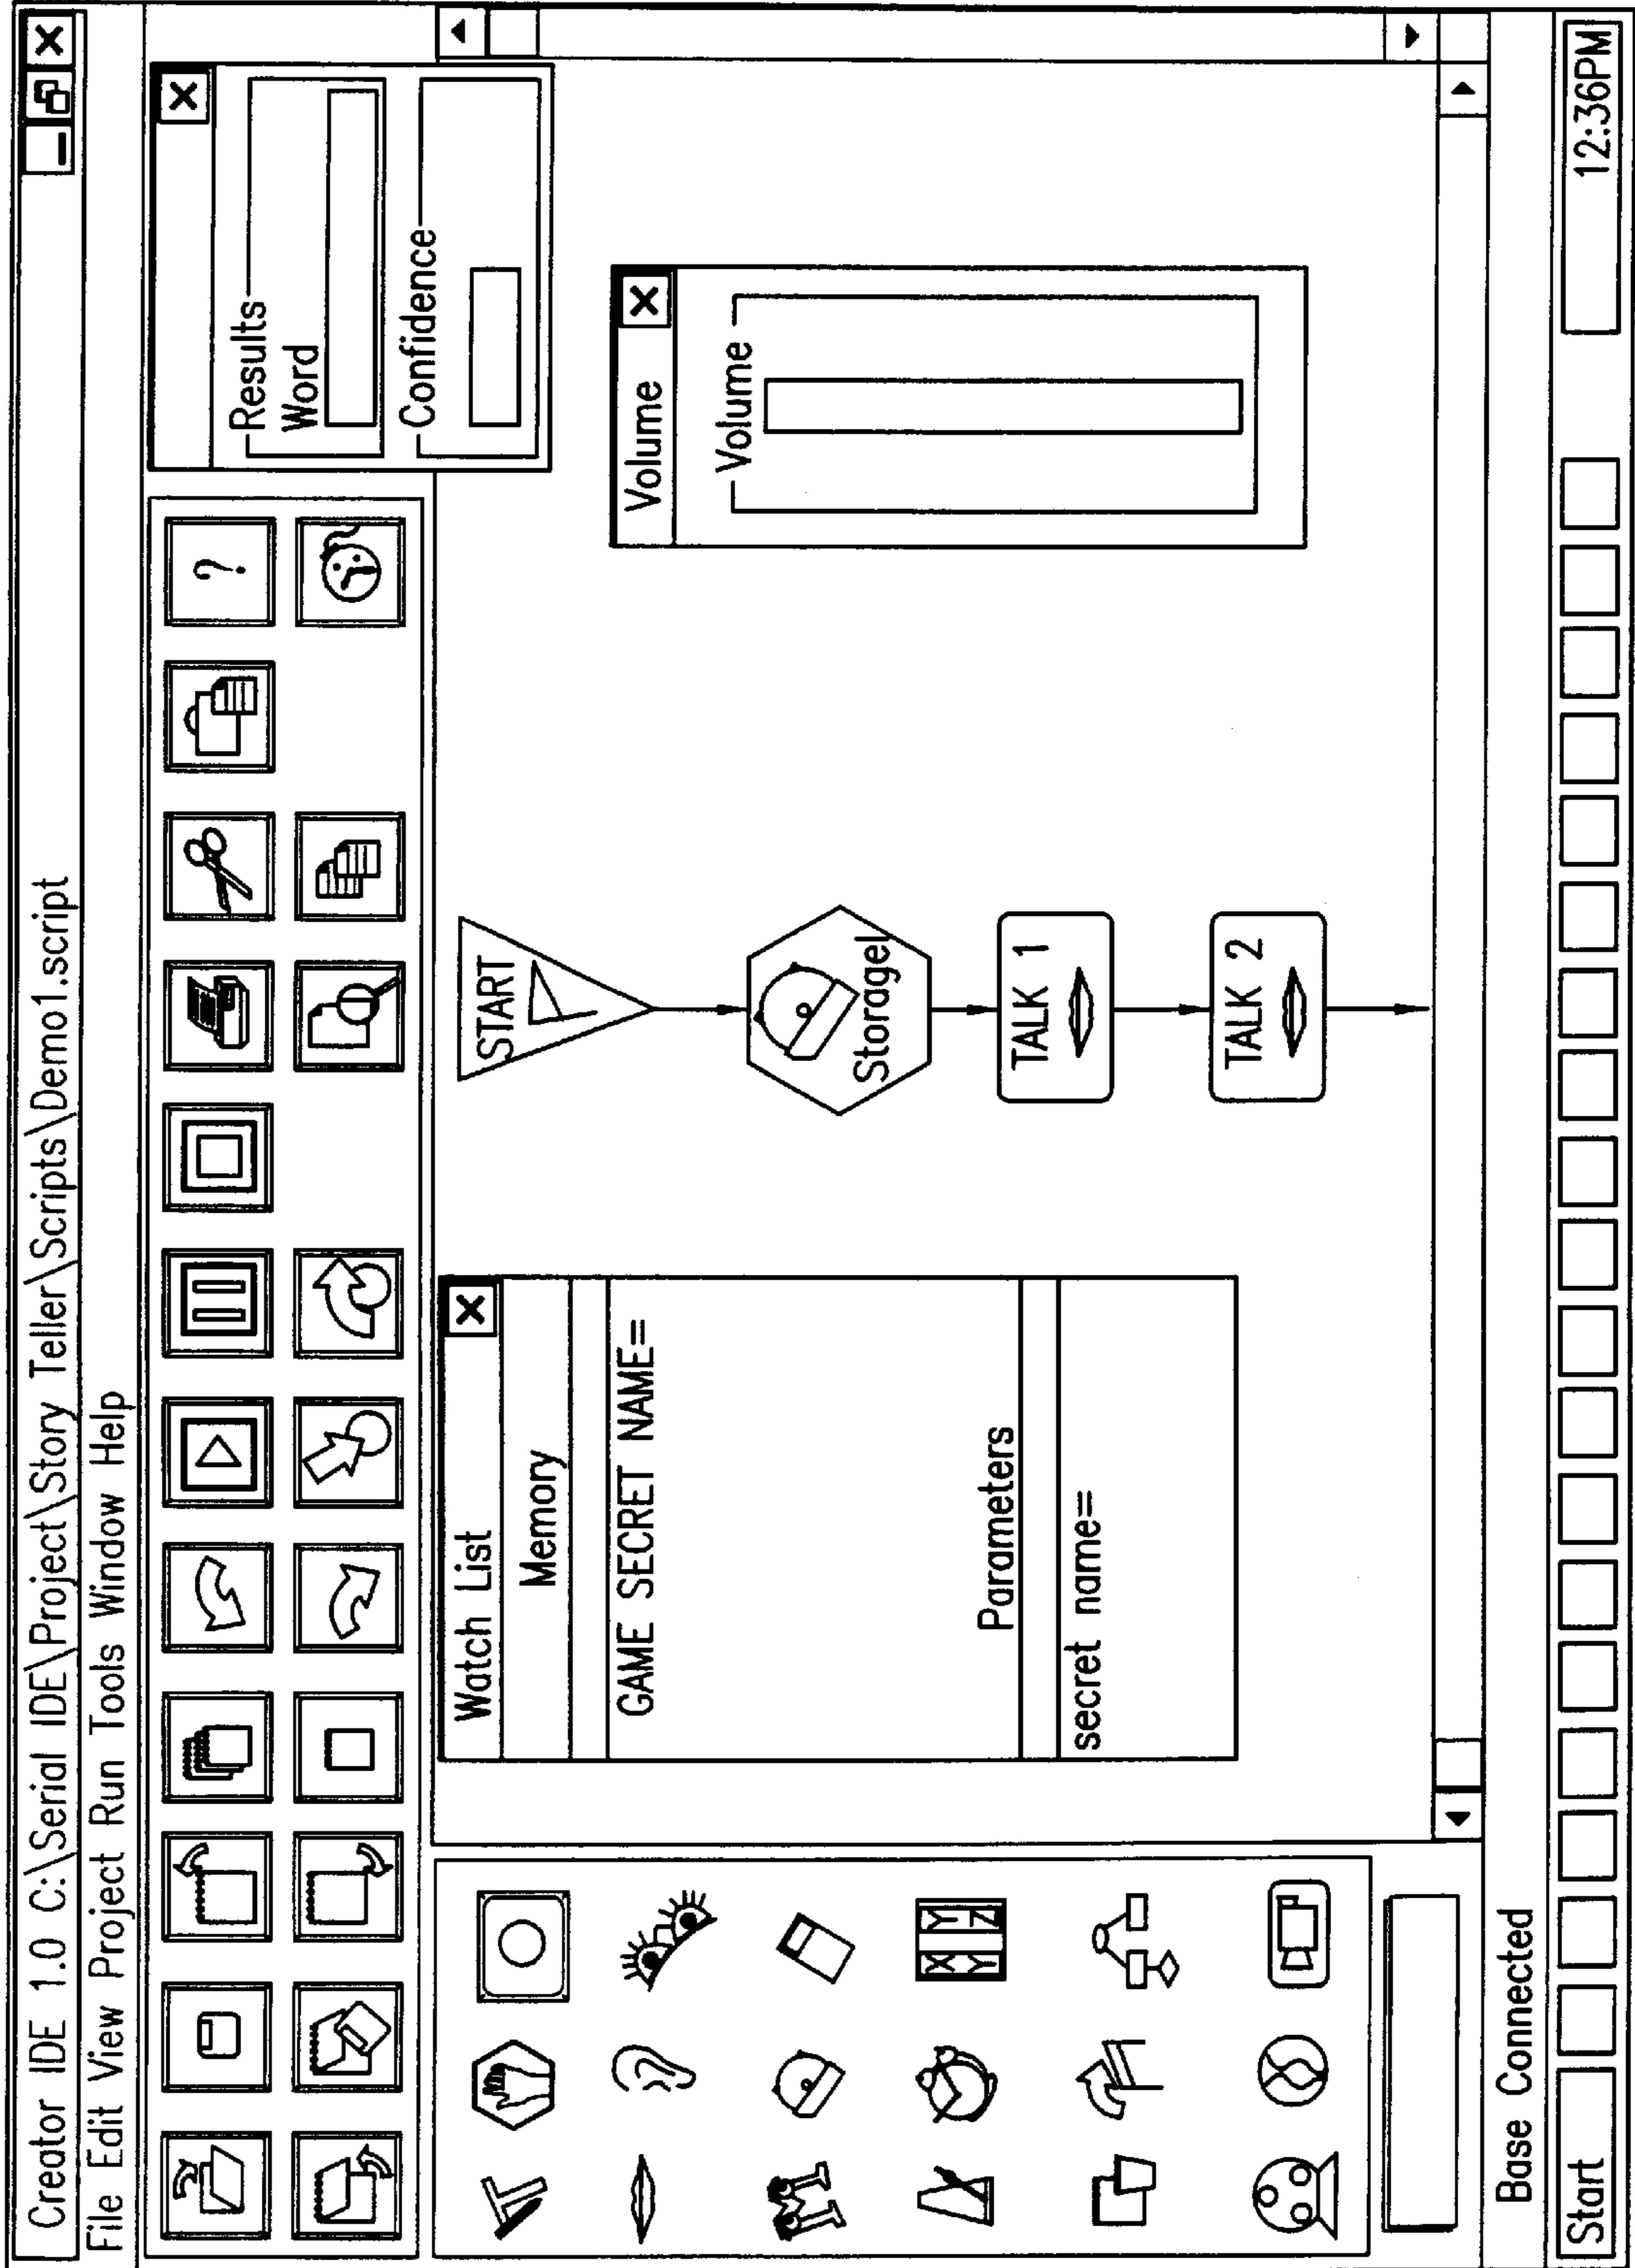 Creator IDE 1.0 C:\Serial IDE\Project\Story Teller\Scripts\Demo1.script
File Edit View Project Run Tools Window Help
?
Results
Word
Confidence
Watch List
Memory
GAME SECRET NAME=
Parameters
secret name=
START
Storagel
TALK 1
TALK 2
Volume
Volume
X Y
Y Z
Base Connected
Start
12:36PM